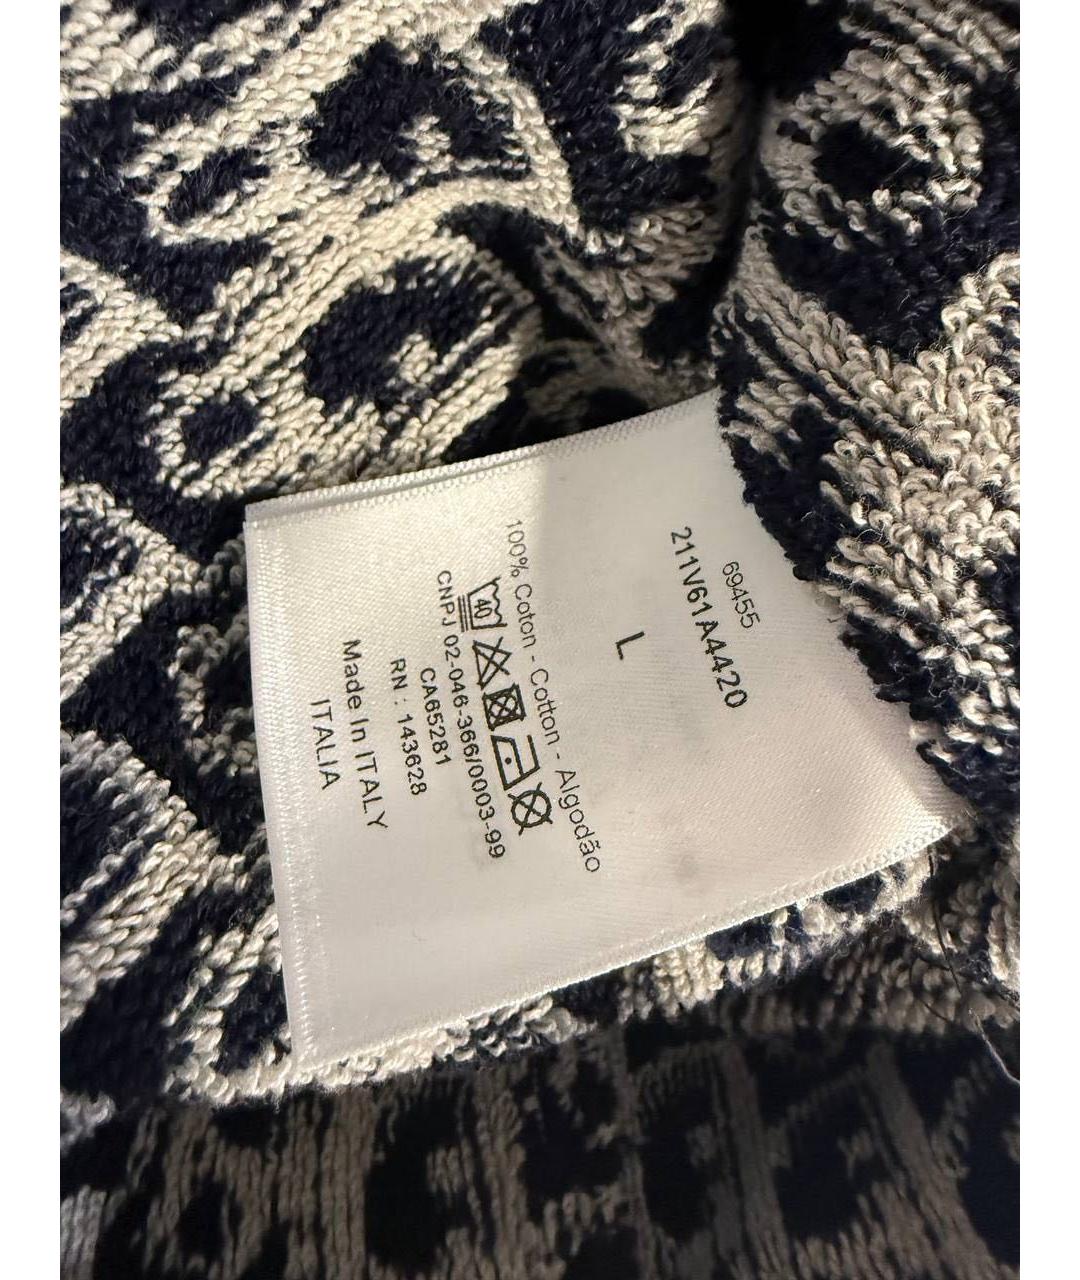 69455
211V61A4420
L
100% Coton - Cotton - Algodão
40
CNPJ 02-046-366/0003-99
CA65281
RN : 143628
Made In ITALY
ITALIA